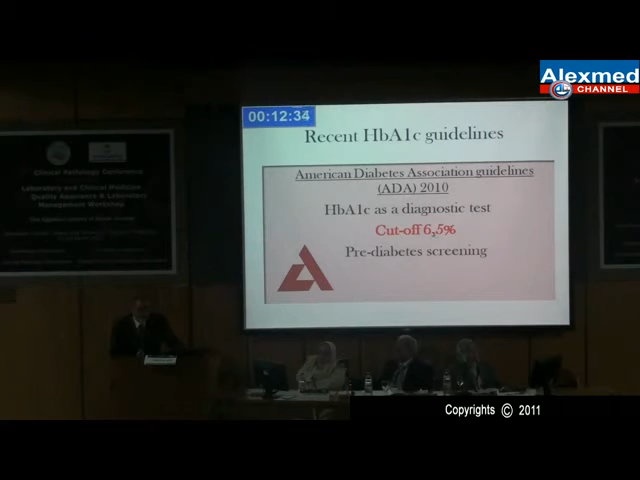 Alexmed
CHANNEL
00:12:34
Recent HbA1c guidelines
American Diabetes Association guidelines
(ADA) 2010
HbA1c as a diagnostic test
Cut-off 6,5%
Pre-diabetes screening
Clinical Pathology Conference
Laboratory and Clinical Medicine
Quality Assurance & Laboratory
Management Workshop
Copyrights © 2011